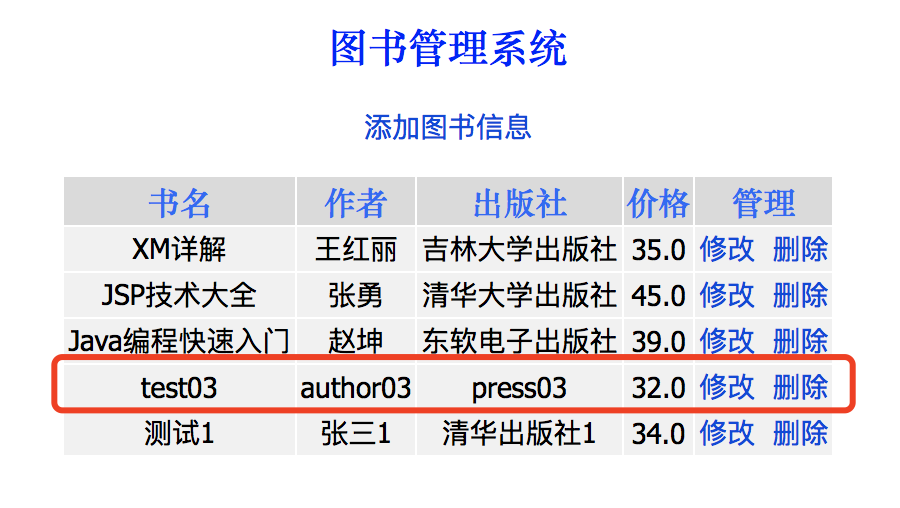 图书管理系统
添加图书信息
书名 作者 出版社 价格 管理
XM详解 王红丽 吉林大学出版社 35.0 修改 删除
JSP技术大全 张勇 清华大学出版社 45.0 修改 删除
Java编程快速入门 赵坤 东软电子出版社 39.0 修改 删除
test03 author03 press03 32.0 修改 删除
测试1 张三1 清华出版社1 34.0 修改 删除